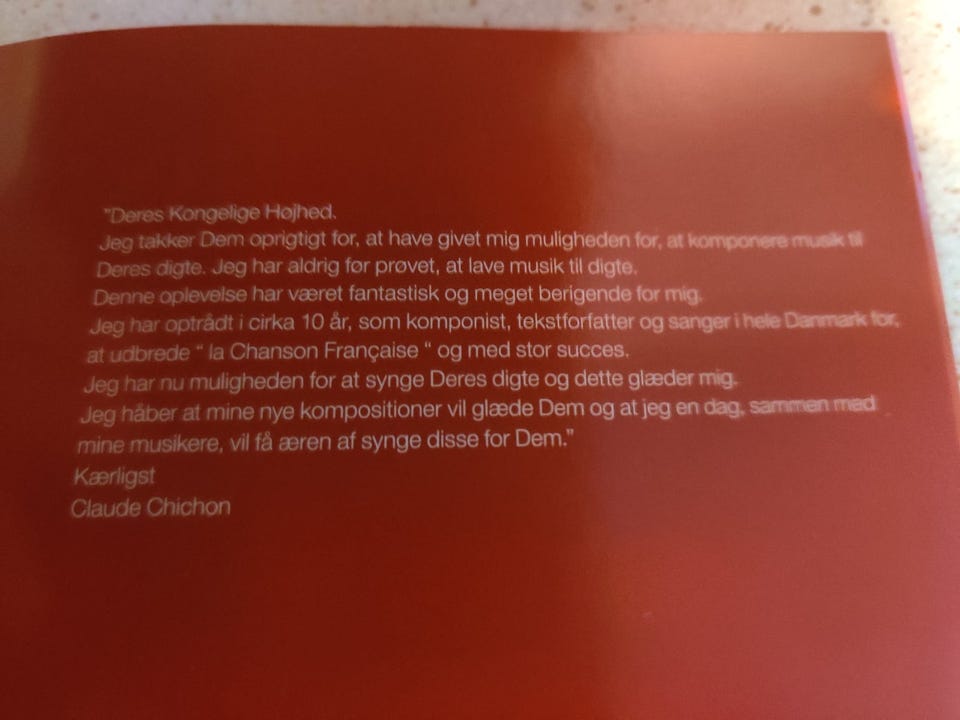 "Deres Kongelige Højhed.
Jeg takker Dem oprigtigt for, at have givet mig muligheden for, at komponere musik til
Deres digte. Jeg har aldrig før prøvet, at lave musik til digte.
Denne oplevelse har været fantastisk og meget berigende for mig.
Jeg har optrådt i cirka 10 år, som komponist, tekstforfatter og sanger i hele Danmark for,
at udbrede " la Chanson Française " og med stor succes.
Jeg har nu muligheden for at synge Deres digte og dette glæder mig.
Jeg håber at mine nye kompositioner vil glæde Dem og at jeg en dag, sammen med
mine musikere, vil få æren af synge disse for Dem."
Kærligst
Claude Chichon